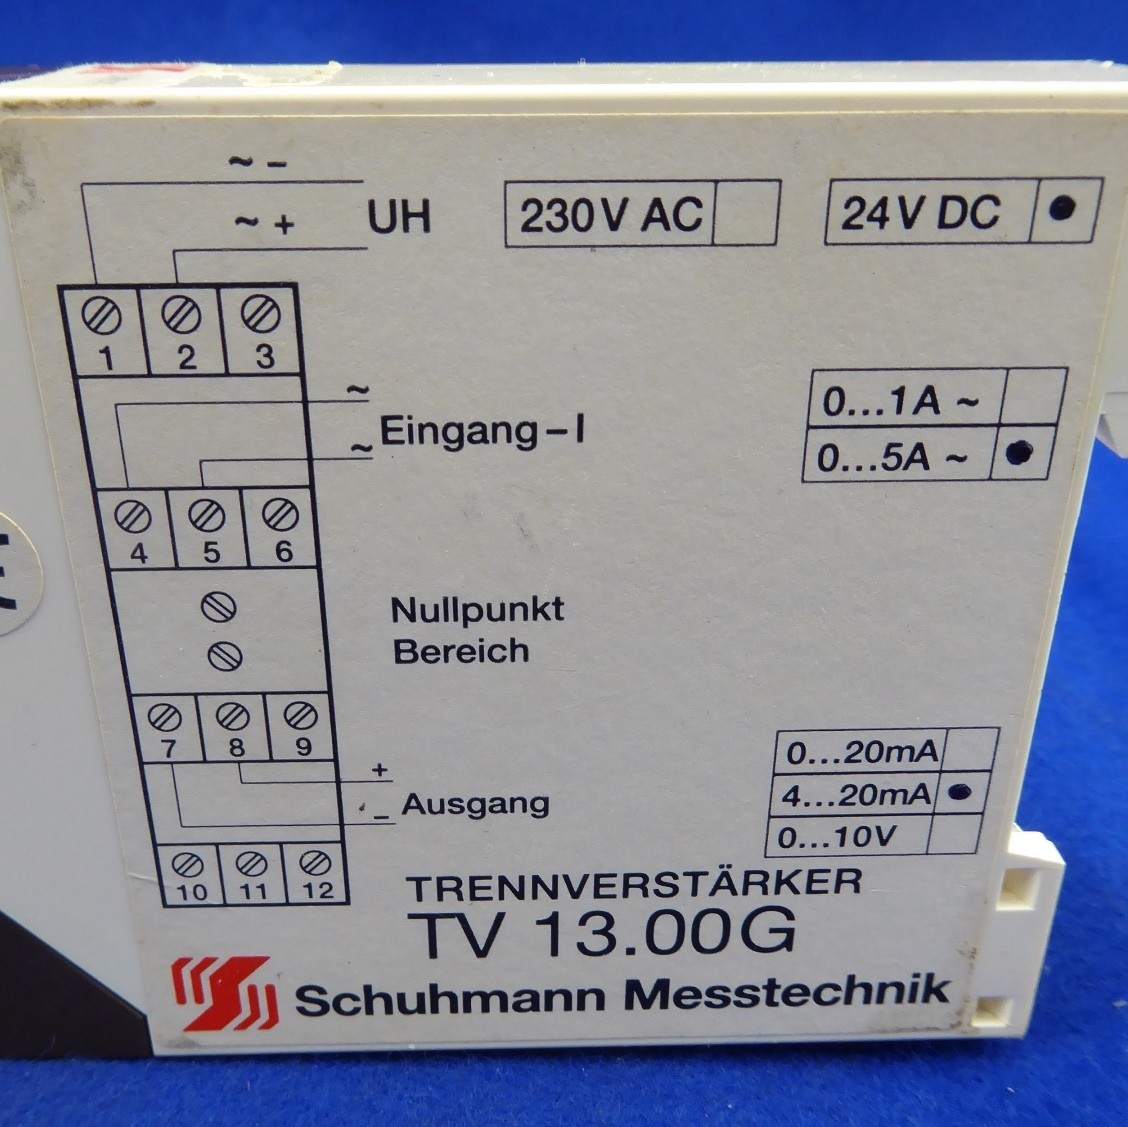 ~ –
~ +
UH
230V AC
24V DC ●
1 2 3
~
Eingang–I
~
0...1A ~
0...5A ~ ●
4 5 6
Nullpunkt
Bereich
7 8 9
+
Ausgang
–
0...20mA
4...20mA ●
0...10V
10 11 12
TRENNVERSTÄRKER
TV 13.00G
Schuhmann Messtechnik